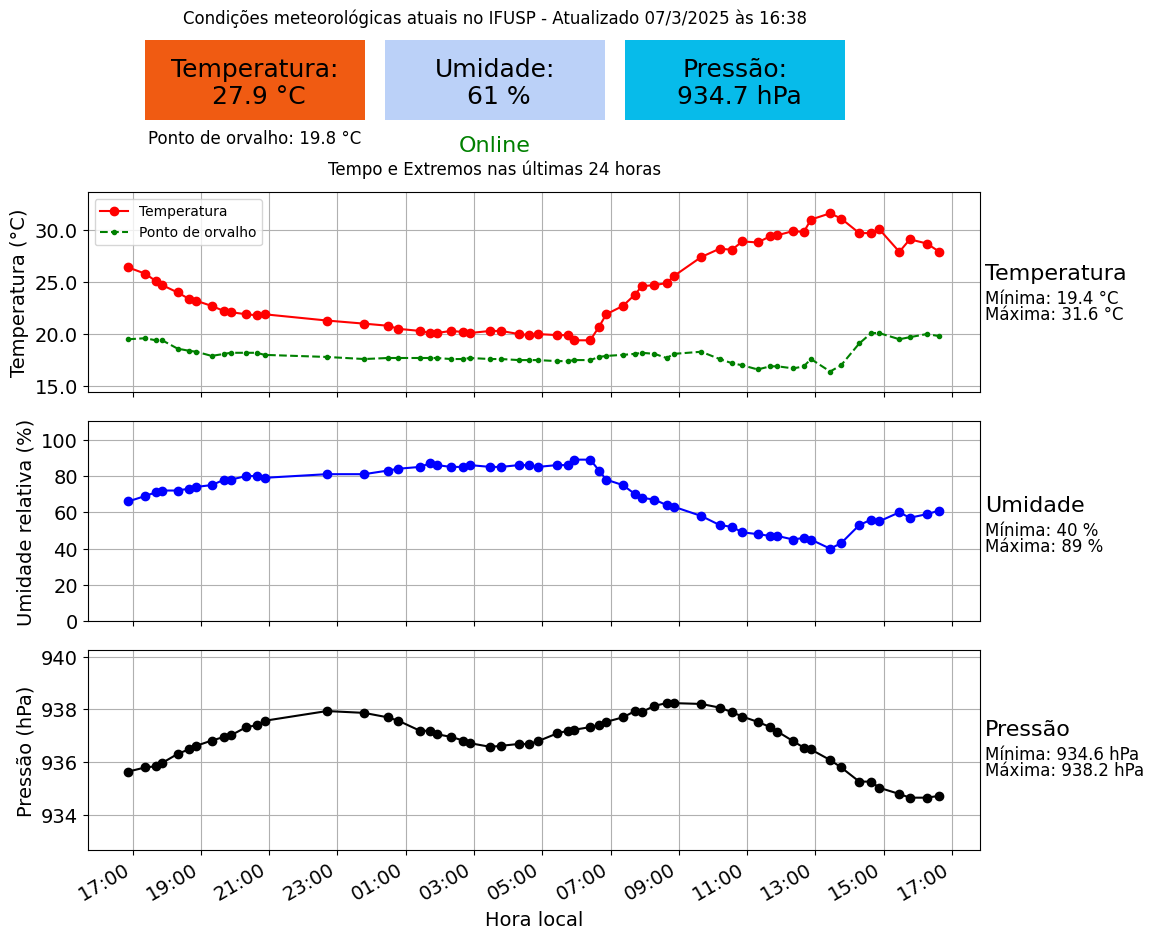 Condições meteorológicas atuais no IFUSP - Atualizado 07/3/2025 às 16:38
Temperatura:
27.9 °C
Umidade:
61 %
Pressão:
934.7 hPa
Ponto de orvalho: 19.8 °C
Online
Tempo e Extremos nas últimas 24 horas
Temperatura (°C)
30.0
25.0
20.0
15.0
Temperatura
Ponto de orvalho
Temperatura
Mínima: 19.4 °C
Máxima: 31.6 °C
Umidade relativa (%)
100
80
60
40
20
0
Umidade
Mínima: 40 %
Máxima: 89 %
Pressão (hPa)
940
938
936
934
Pressão
Mínima: 934.6 hPa
Máxima: 938.2 hPa
17:00 19:00 21:00 23:00 01:00 03:00 05:00 07:00 09:00 11:00 13:00 15:00 17:00
Hora local